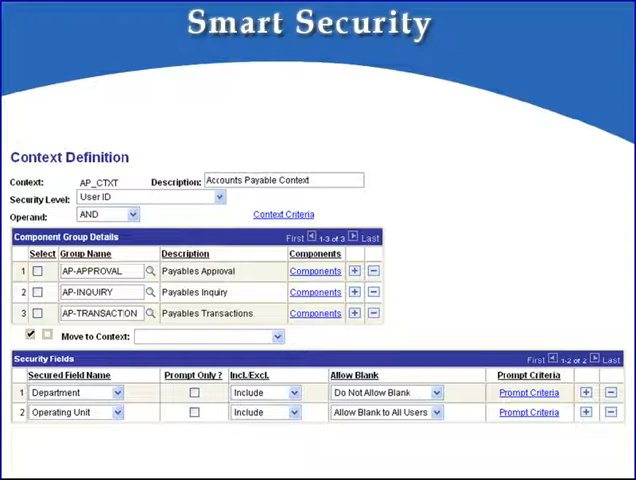 Smart Security
Context Definition
Context: AP_CTXT Description: Accounts Payable Context
Security Level: User ID
Operand: AND Context Criteria
Component Group Details First 1-3 of 3 Last
Select Group Name Description Components
1 AP-APPROVAL Payables Approval Components
2 AP-INQUIRY Payables Inquiry Components
3 AP-TRANSACTION Payables Transactions Components
Move to Context:
Security Fields First 1-2 of 2 Last
Secured Field Name Prompt Only ? Incl./Excl. Allow Blank Prompt Criteria
1 Department Include Do Not Allow Blank Prompt Criteria
2 Operating Unit Include Allow Blank to All Users Prompt Criteria